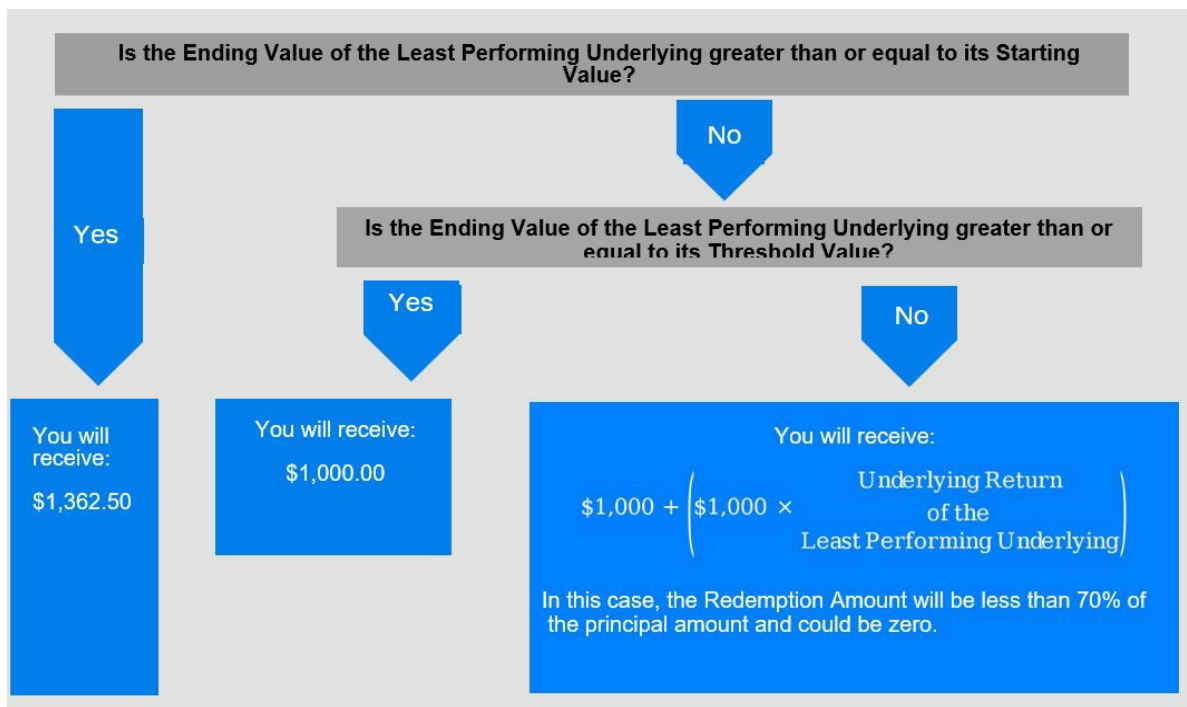 Is the Ending Value of the Least Performing Underlying greater than or equal to its Starting
Value?
No
Yes
Is the Ending Value of the Least Performing Underlying greater than or
equal to its Threshold Value?
Yes
No
You will
receive:
$1,362.50
You will receive:
$1,000.00
You will receive:
$1,000 + ($1,000 × Underlying Return
of the
Least Performing Underlying)
In this case, the Redemption Amount will be less than 70% of
the principal amount and could be zero.